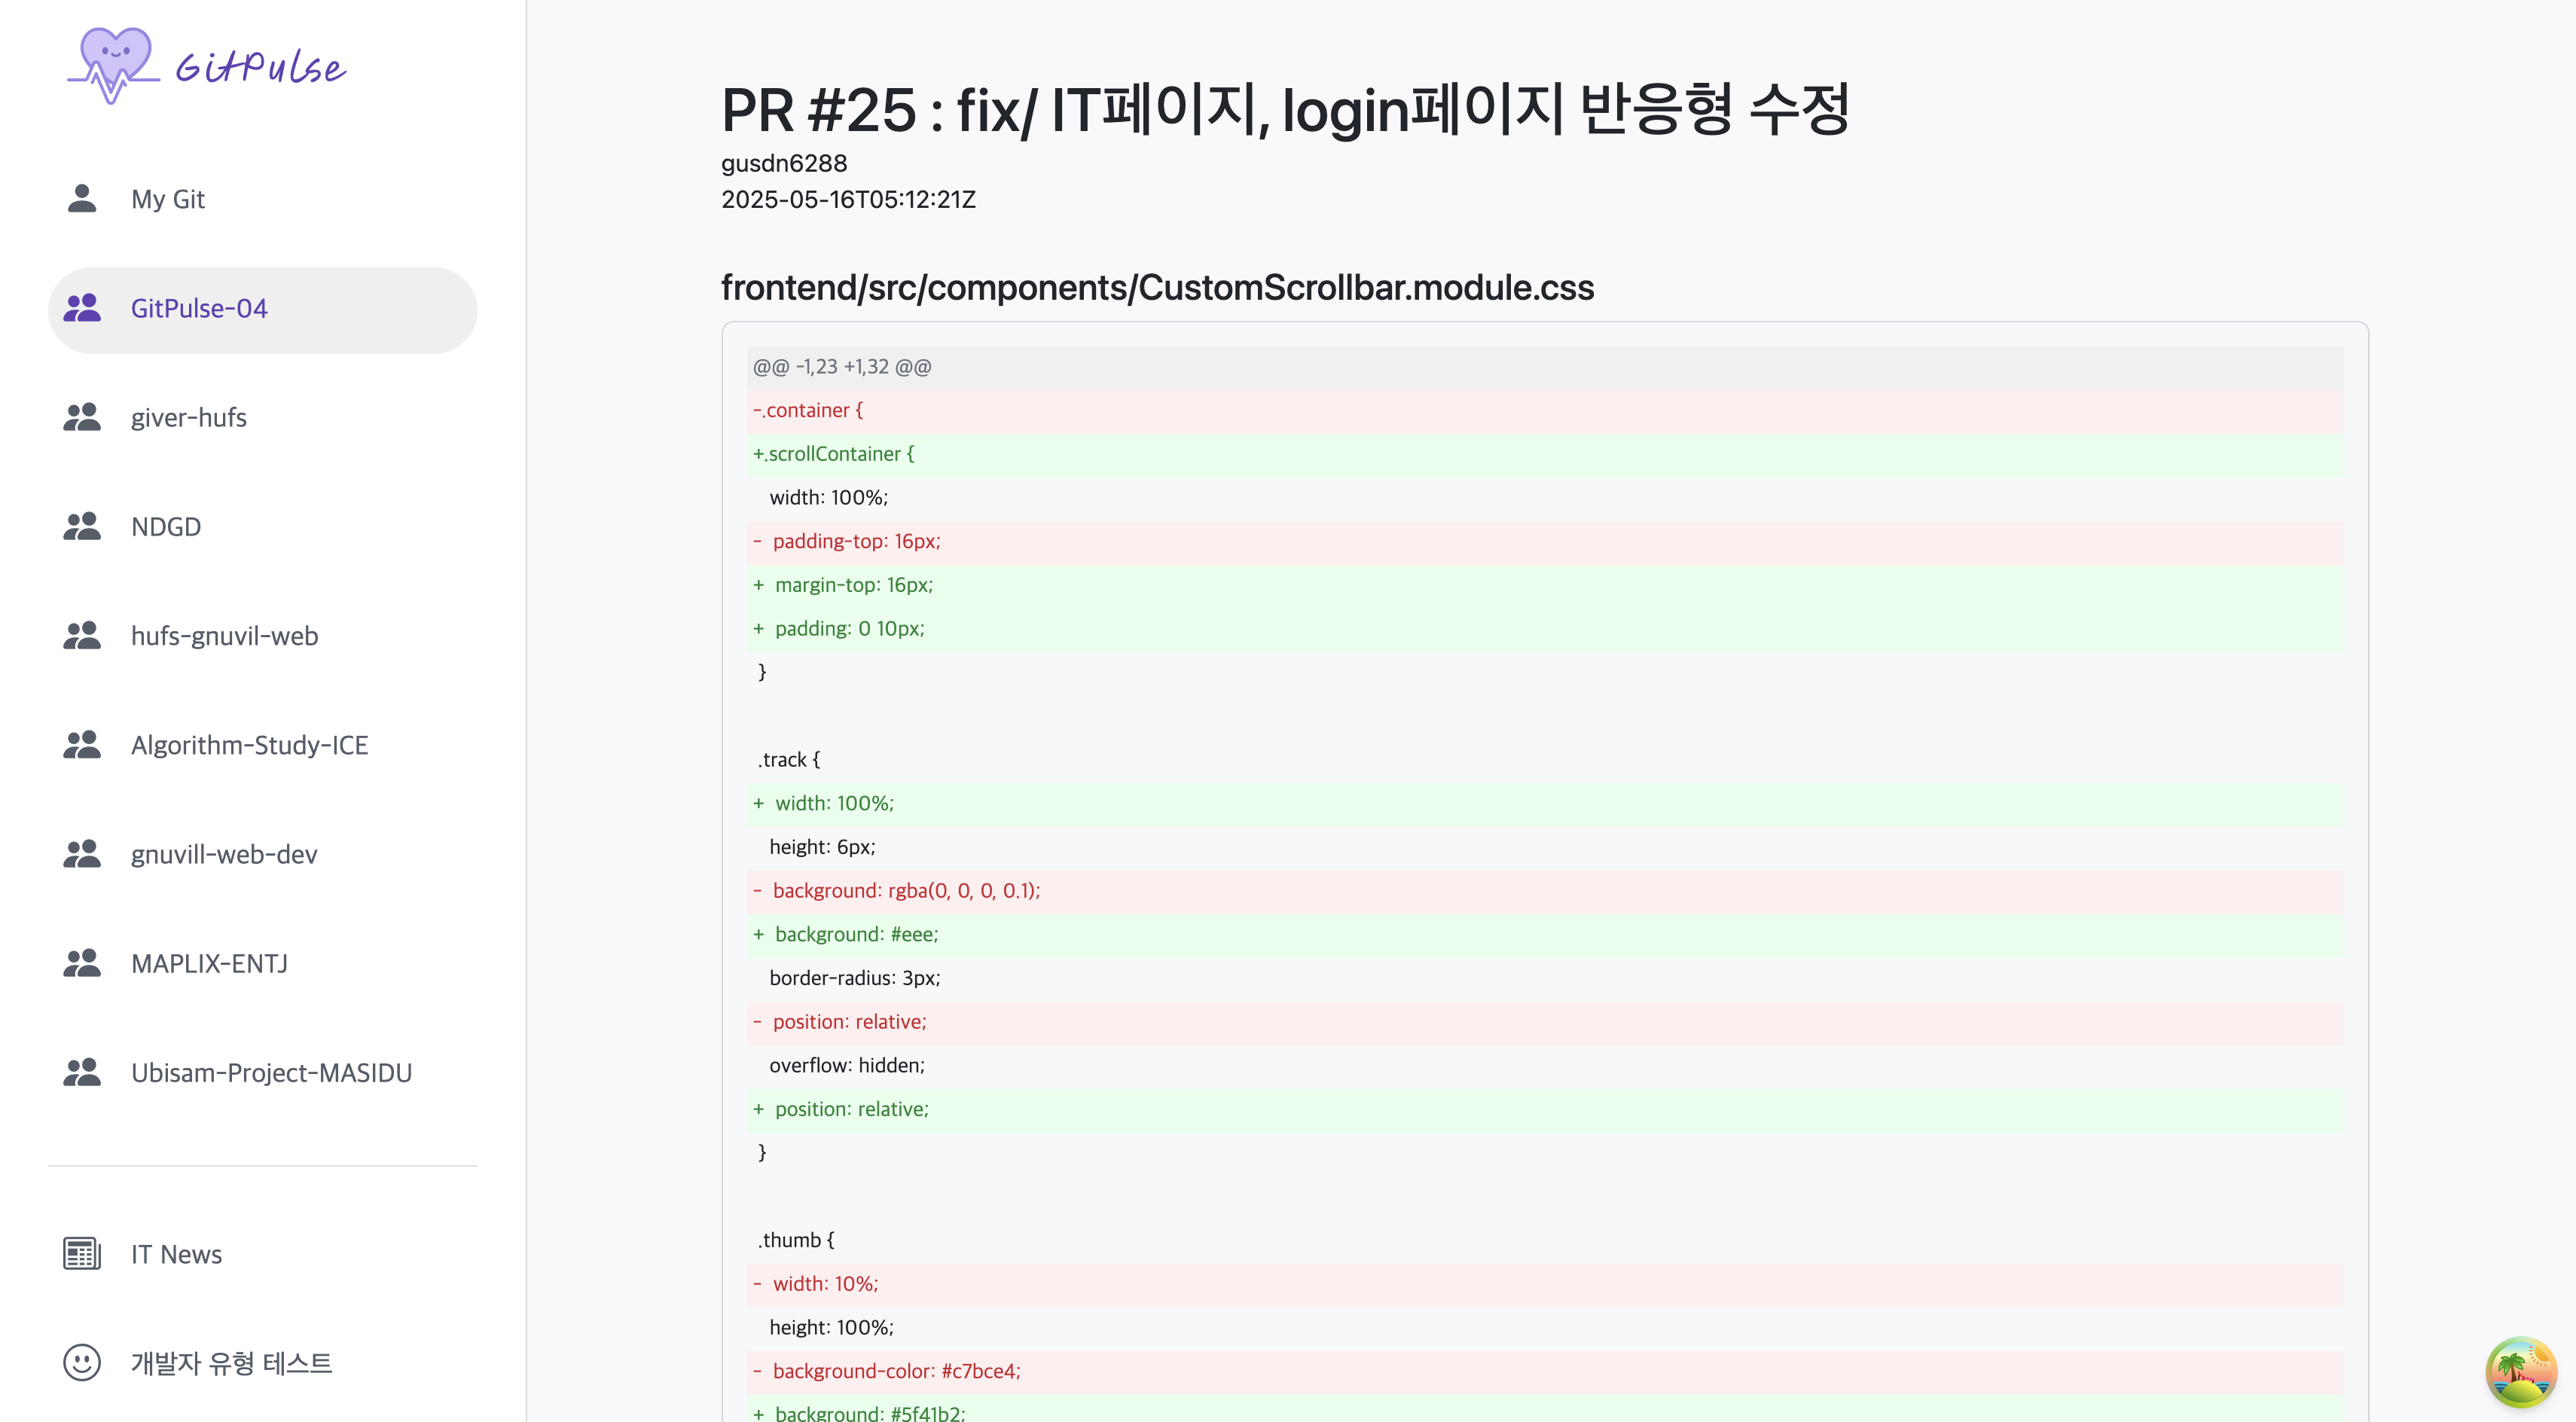 GitPulse
My Git
GitPulse-04
giver-hufs
NDGD
hufs-gnuvil-web
Algorithm-Study-ICE
gnuvill-web-dev
MAPLIX-ENTJ
Ubisam-Project-MASIDU
IT News
개발자 유형 테스트
PR #25 : fix/ IT페이지, login페이지 반응형 수정
gusdn6288
2025-05-16T05:12:21Z
frontend/src/components/CustomScrollbar.module.css
@@ -1,23 +1,32 @@
-.container {
+.scrollContainer {
width: 100%;
- padding-top: 16px;
+ margin-top: 16px;
+ padding: 0 10px;
}
.track {
+ width: 100%;
height: 6px;
- background: rgba(0, 0, 0, 0.1);
+ background: #eee;
border-radius: 3px;
- position: relative;
overflow: hidden;
+ position: relative;
}
.thumb {
- width: 10%;
height: 100%;
- background-color: #c7bce4;
+ background: #5f41b2;